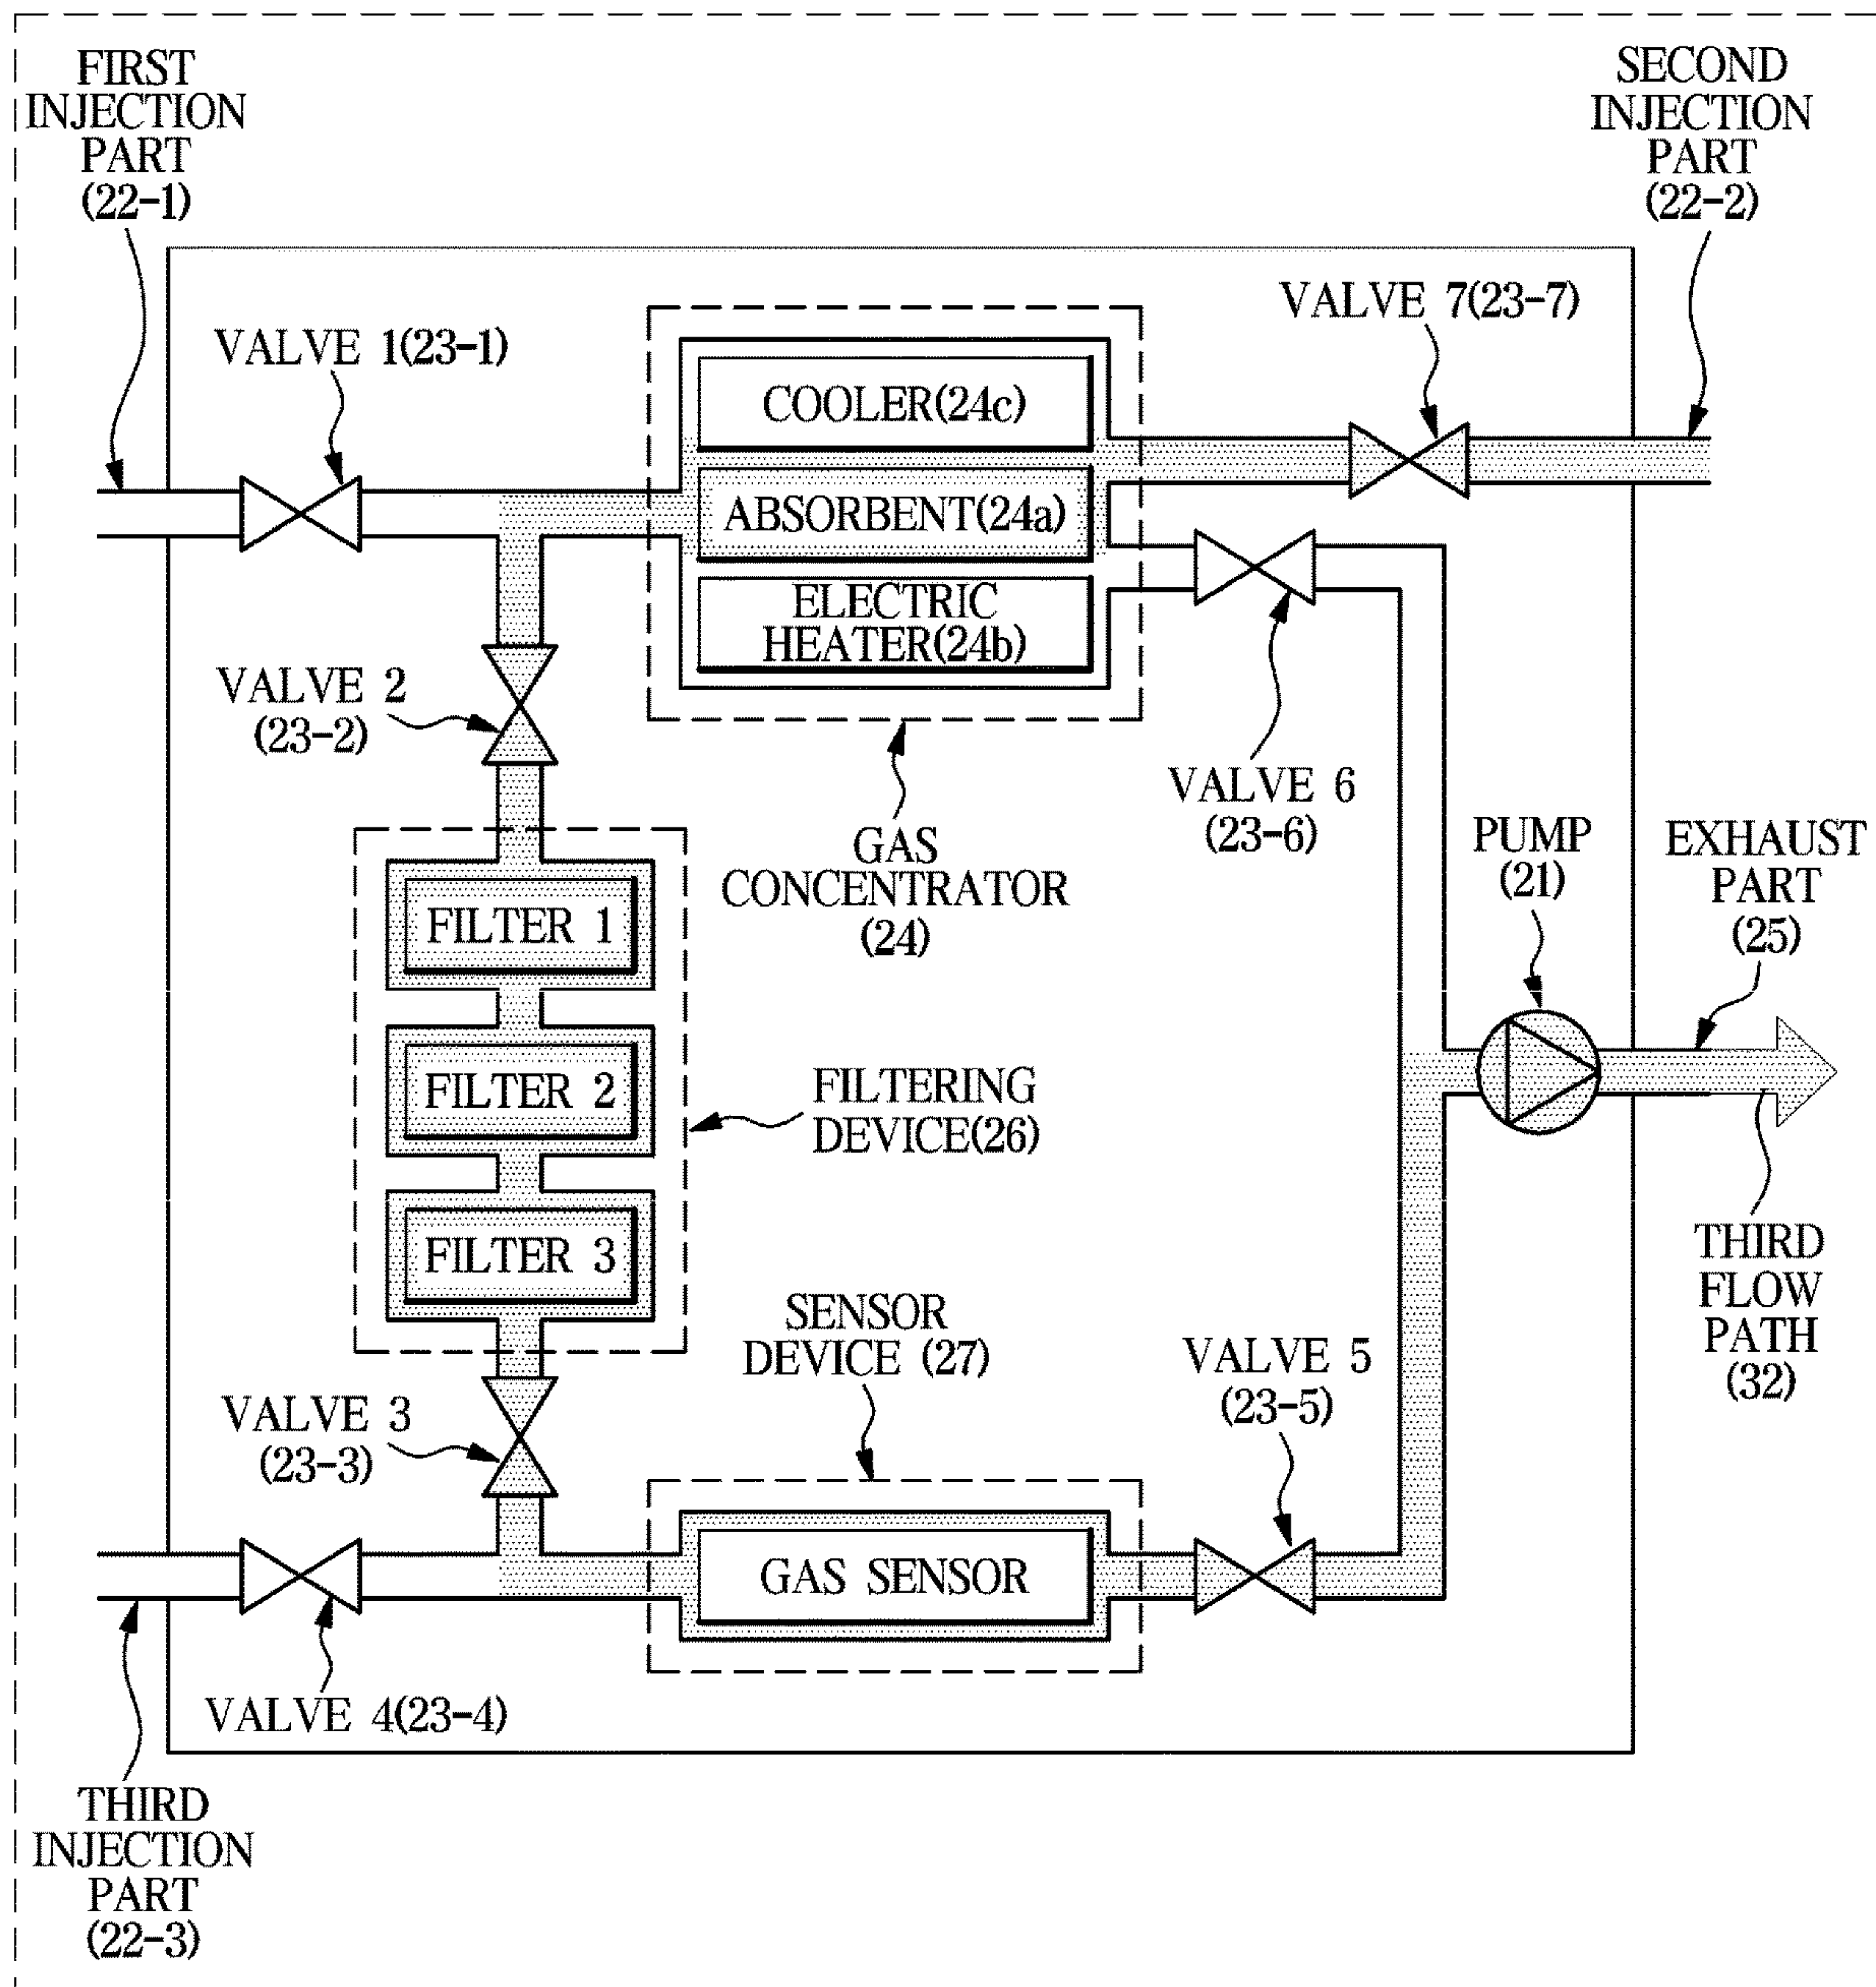 FIRST
INJECTION
PART
(22-1)
SECOND
INJECTION
PART
(22-2)
VALVE 1(23-1)
VALVE 7(23-7)
COOLER(24c)
ABSORBENT(24a)
ELECTRIC
HEATER(24b)
VALVE 2
(23-2)
VALVE 6
(23-6)
GAS
CONCENTRATOR
(24)
PUMP
(21)
EXHAUST
PART
(25)
FILTER 1
FILTER 2
FILTER 3
FILTERING
DEVICE(26)
THIRD
FLOW
PATH
(32)
SENSOR
DEVICE (27)
VALVE 5
(23-5)
VALVE 3
(23-3)
GAS SENSOR
VALVE 4(23-4)
THIRD
INJECTION
PART
(22-3)